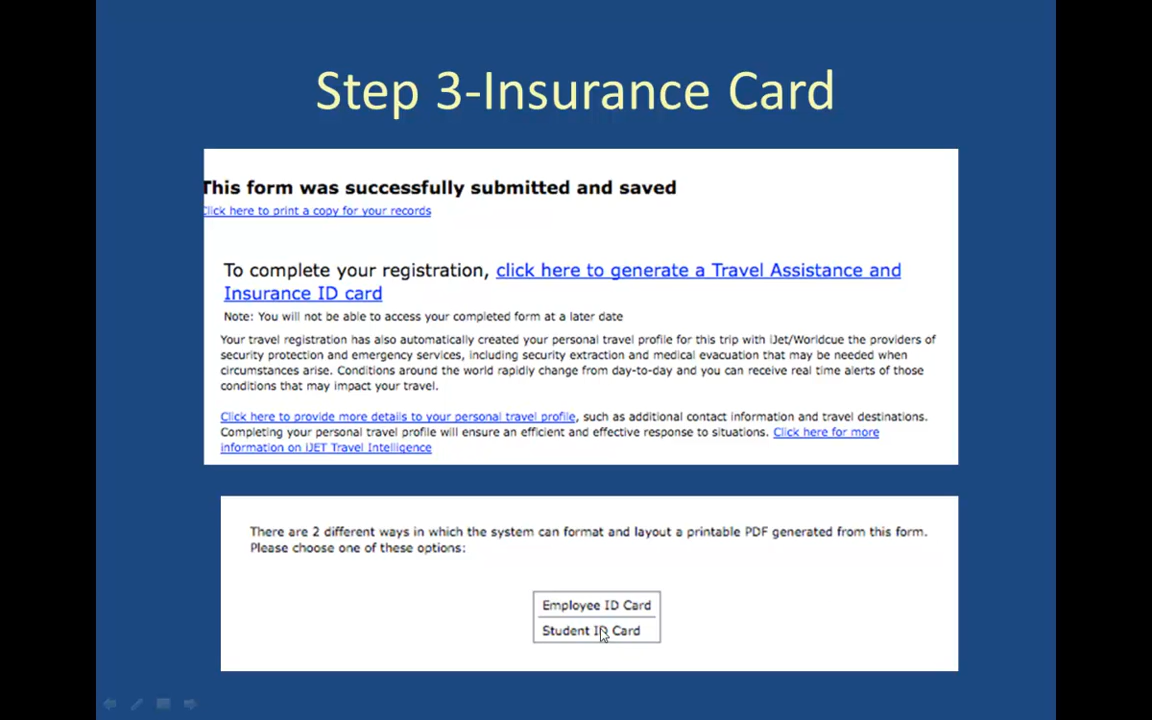 Step 3-Insurance Card
This form was successfully submitted and saved
Click here to print a copy for your records
To complete your registration, click here to generate a Travel Assistance and
Insurance ID card
Note: You will not be able to access your completed form at a later date
Your travel registration has also automatically created your personal travel profile for this trip with iJet/Worldcue the providers of
security protection and emergency services, including security extraction and medical evacuation that may be needed when
circumstances arise. Conditions around the world rapidly change from day-to-day and you can receive real time alerts of those
conditions that may impact your travel.
Click here to provide more details to your personal travel profile, such as additional contact information and travel destinations.
Completing your personal travel profile will ensure an efficient and effective response to situations. Click here for more
information on iJET Travel Intelligence
There are 2 different ways in which the system can format and layout a printable PDF generated from this form.
Please choose one of these options:
Employee ID Card
Student ID Card